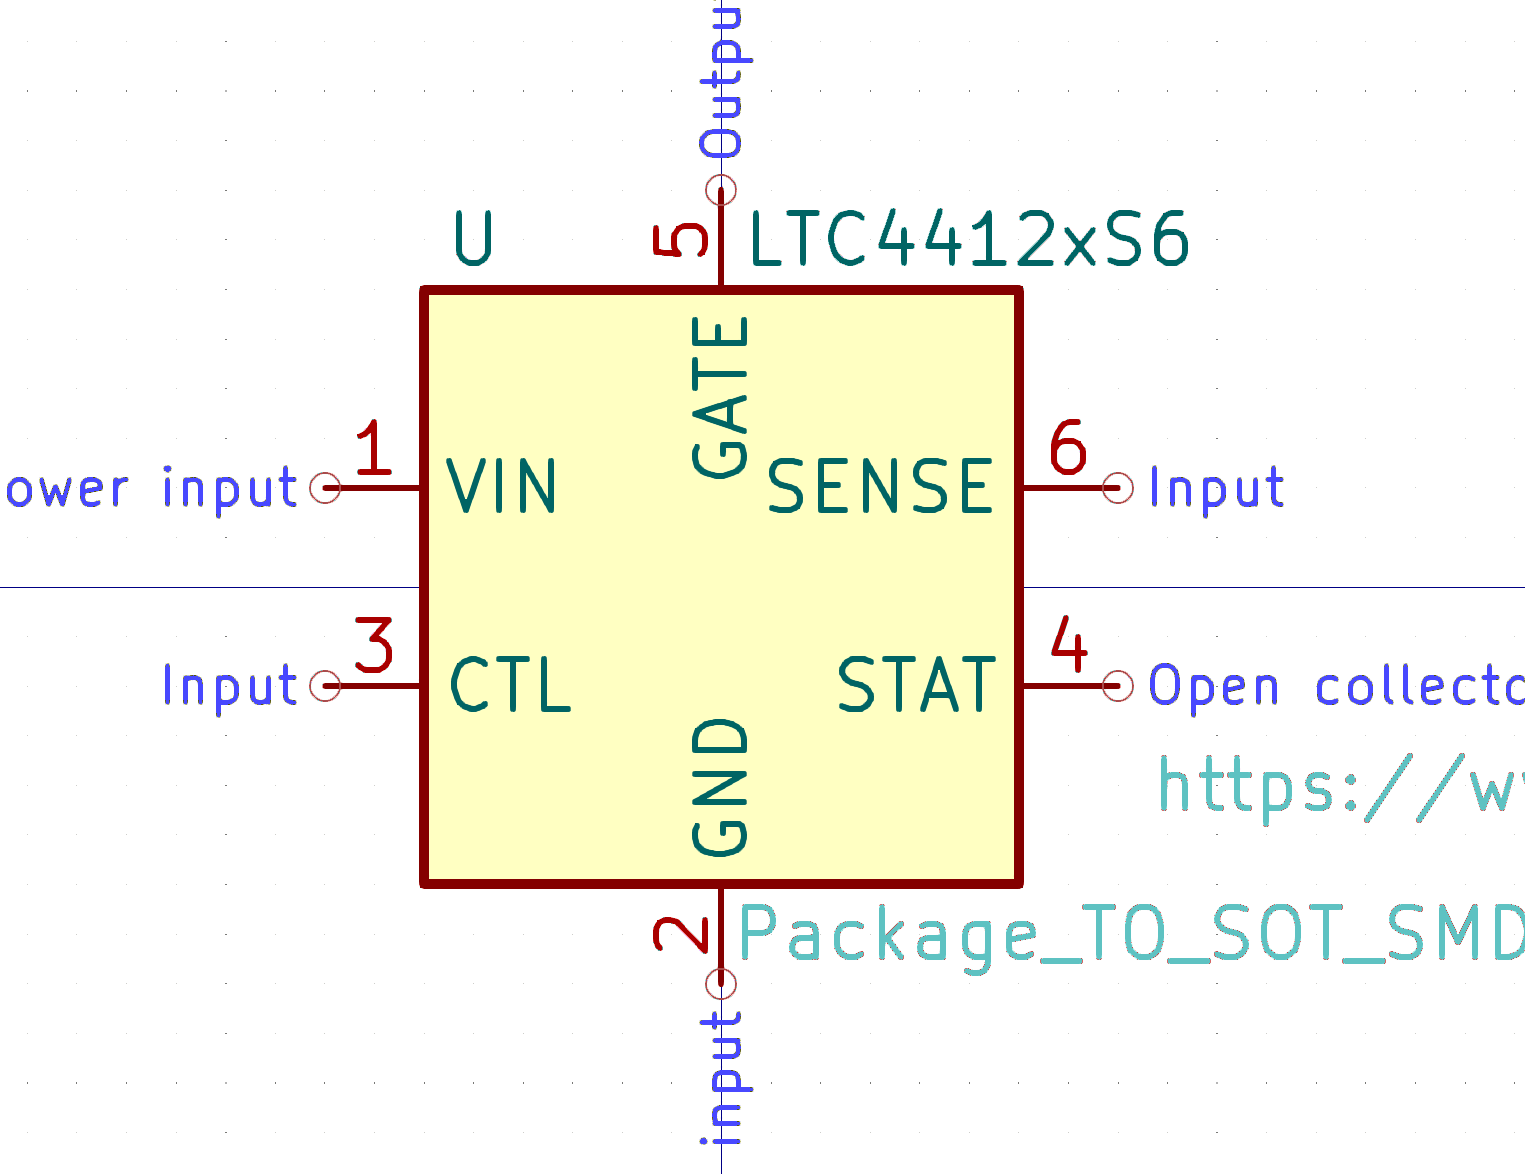 Outpu
U
5
LTC4412xS6
GATE
1
6
ower input
VIN
SENSE
Input
3
4
Input
CTL
STAT
Open collecto
GND
https://w
2
Package_TO_SOT_SMD
input